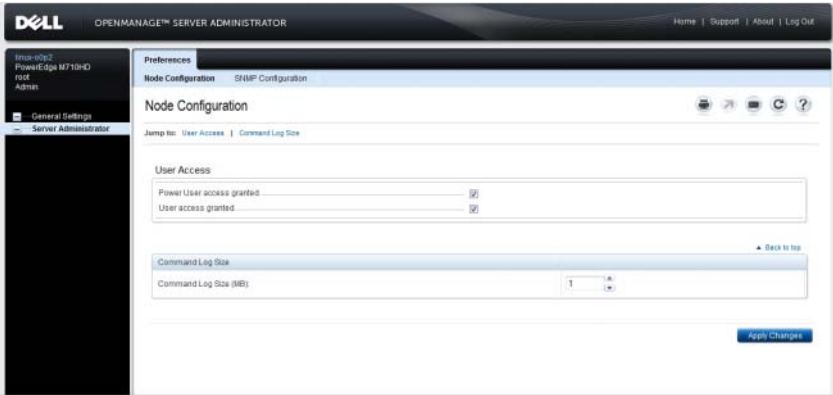 DELL OPENMANAGE™ SERVER ADMINISTRATOR Home | Support | About | Log Out
linux-e0p2
PowerEdge M710HD
root
Admin
General Settings
Server Administrator
Preferences
Node Configuration SNMP Configuration
Node Configuration
Jump to: User Access | Command Log Size
User Access
Power User access granted
User access granted
Back to top
Command Log Size
Command Log Size (MB): 1
Apply Changes